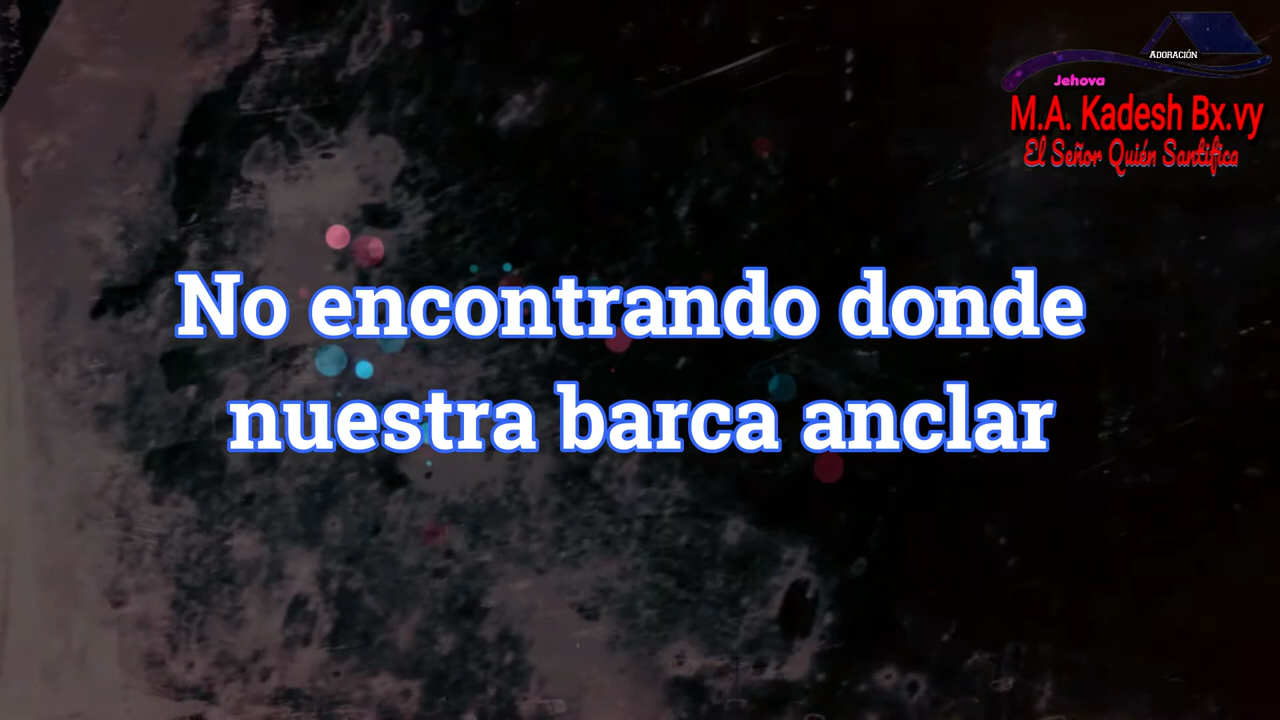 ADORACIÓN
Jehova
M.A. Kadesh Bx.vy
El Señor Quién Santifica
No encontrando donde
nuestra barca anclar